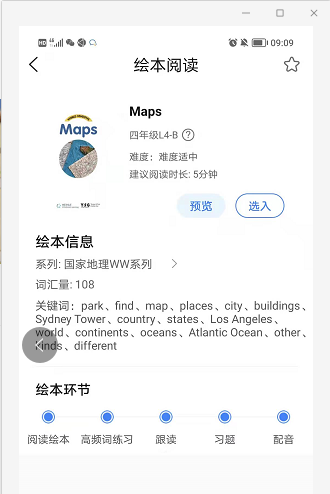 HD 46
09:09
绘本阅读
Maps
Maps
四年级L4-B ?
难度：难度适中
建议阅读时长: 5分钟
预览
选入
绘本信息
系列: 国家地理WW系列
词汇量: 108
关键词：park、find、map、places、city、buildings、
Sydney Tower、country、states、Los Angeles、
world、continents、oceans、Atlantic Ocean、other、
kinds、different
绘本环节
阅读绘本 高频词练习 跟读 习题 配音